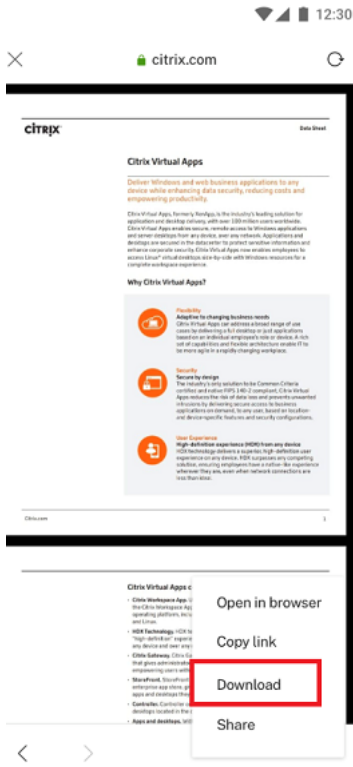 12:30
citrix.com
citrix
Data Sheet
Citrix Virtual Apps
Deliver Windows and web business applications to any
device while enhancing data security, reducing costs and
empowering productivity.
Citrix Virtual Apps, formerly XenApp, is the industry's leading solution for
application and desktop delivery, with over 100 million users worldwide.
Citrix Virtual Apps enables secure, remote access to Windows applications
and server desktops from any device, over any network. Applications and
desktops are secured in the datacenter to protect sensitive information and
enhance corporate security. Citrix Virtual Apps now enables employees to
access Linux® virtual desktops side-by-side with Windows resources for a
complete workspace experience.
Why Citrix Virtual Apps?
Flexibility
Adaptive to changing business needs
Citrix Virtual Apps can address a broad range of use
cases by delivering a full desktop or just applications
based on an individual employee's role or device. A rich
set of capabilities and flexible architecture enable IT to
be more agile in a rapidly changing workplace.
Security
Secure by design
The industry's only solution to be Common Criteria
certified and native FIPS 140-2 compliant, Citrix Virtual
Apps reduces the risk of data loss and prevents unwanted
intrusions by delivering secure access to business
applications on demand, to any user, based on location-
and device-specific features and security configurations.
User Experience
High-definition experience (HDX) from any device
HDX technology delivers a superior, high-definition user
experience on any device. HDX surpasses any competing
solution, ensuring employees have a native-like experience
wherever they are, even when network connections are
less than ideal.
Citrix.com
1
Citrix Virtual Apps c
• Citrix Workspace App.
the Citrix Workspace Ap
operating platform, inclu
and Linux.
• HDX Technology. HDX te
"high-definition" experie
any device and over any
• Citrix Gateway. Citrix Ga
that gives administrato
empowering users with
• StoreFront. StoreFront
enterprise app store, pr
apps and desktops the
• Controller. Controller is
desktops located in the
• Apps and desktops. Wit
Open in browser
Copy link
Download
Share